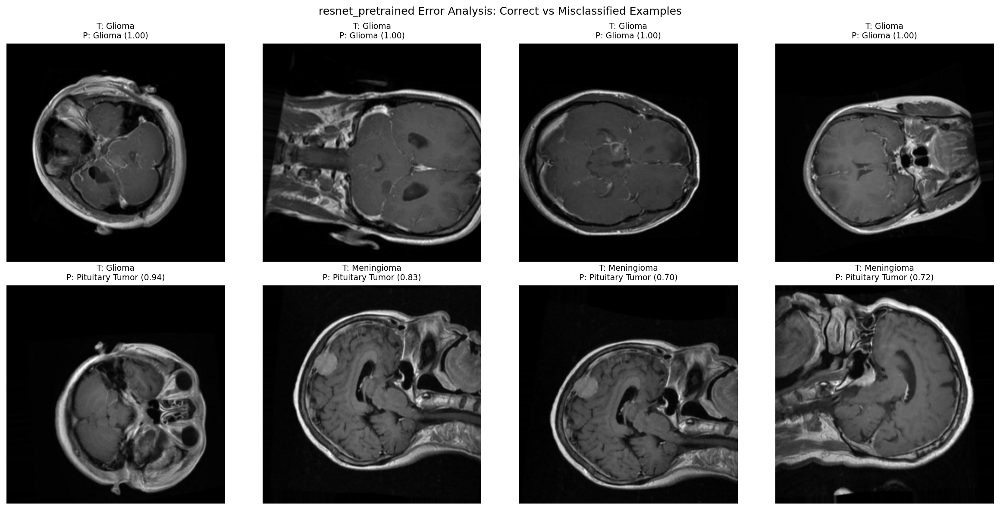 resnet_pretrained Error Analysis: Correct vs Misclassified Examples
T: Glioma
P: Glioma (1.00)
T: Glioma
P: Glioma (1.00)
T: Glioma
P: Glioma (1.00)
T: Glioma
P: Glioma (1.00)
T: Glioma
P: Pituitary Tumor (0.94)
T: Meningioma
P: Pituitary Tumor (0.83)
T: Meningioma
P: Pituitary Tumor (0.70)
T: Meningioma
P: Pituitary Tumor (0.72)